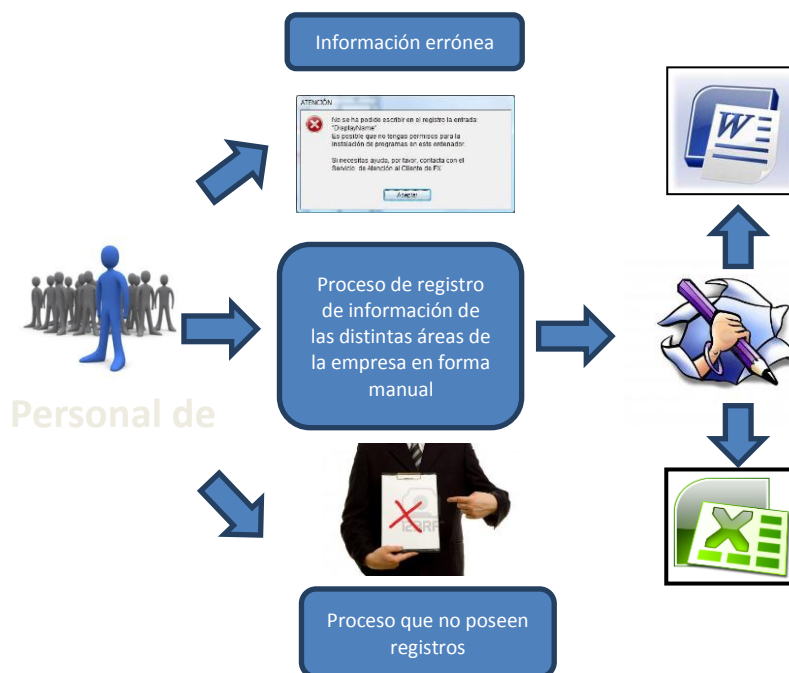 Información errónea
ATENCIÓN
No se ha podido escribir en el registro la entrada:
"DisplayName"
Es posible que no tengas permisos para la
instalación de programas en este ordenador.
Si necesitas ayuda, por favor, contacta con el
Servicio de Atención al Cliente de FX
Aceptar
W
Proceso de registro
de información de
las distintas áreas de
la empresa en forma
manual
Personal de
123RF
X
Proceso que no poseen
registros